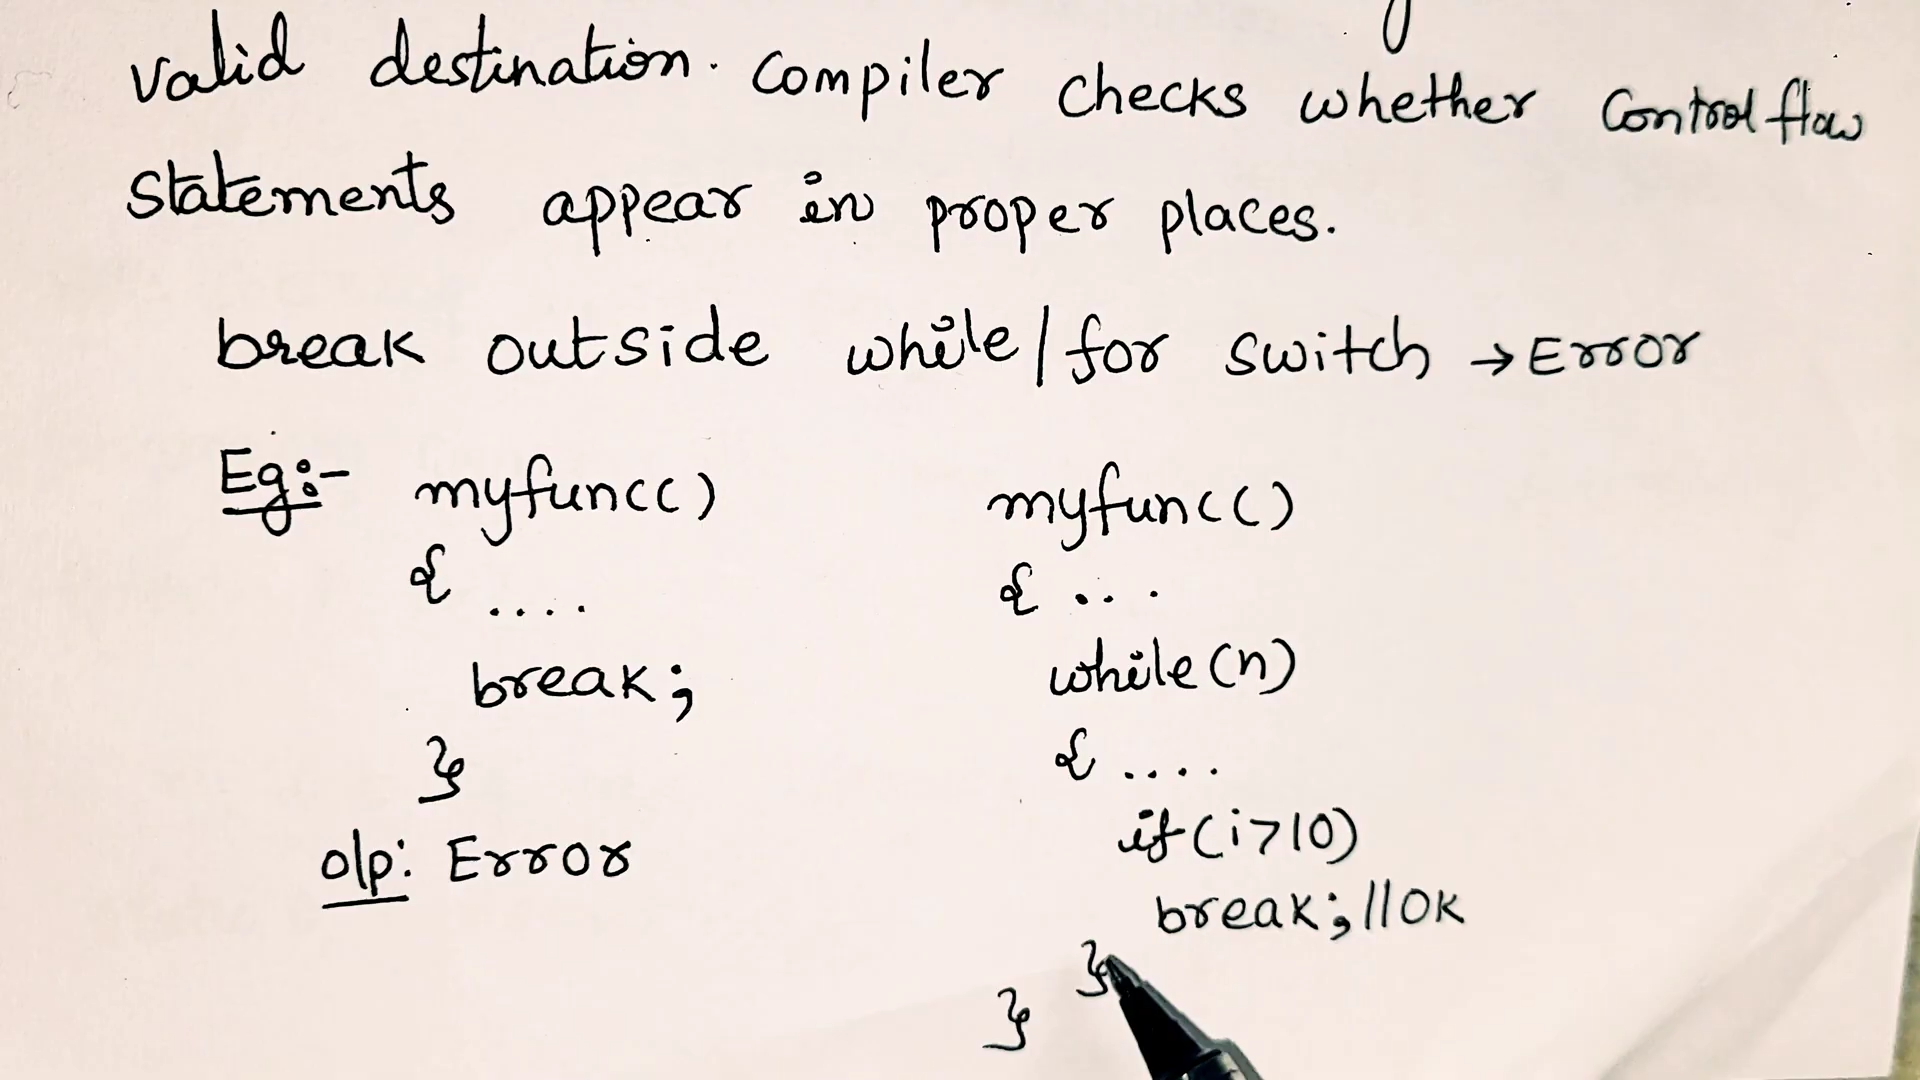 valid destination. Compiler checks whether Control flow
statements appear in proper places.
break outside while/for switch → Error
Eg:- myfunc()
{ ....
break;
}
o/p: Error
myfunc()
{ ...
while(n)
{ ....
if(i>10)
break;//OK
}
}